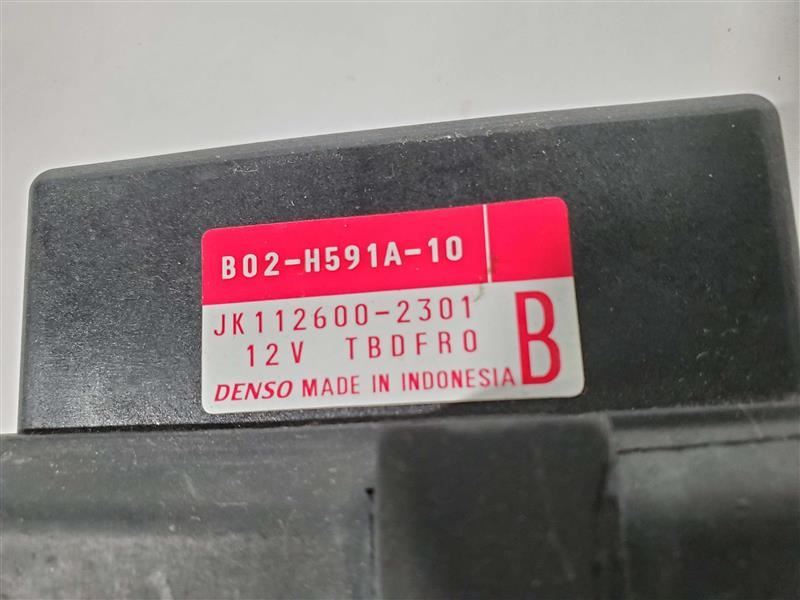 B02-H591A-10
JK112600-2301
12V TBDFR0
DENSO MADE IN INDONESIA
B